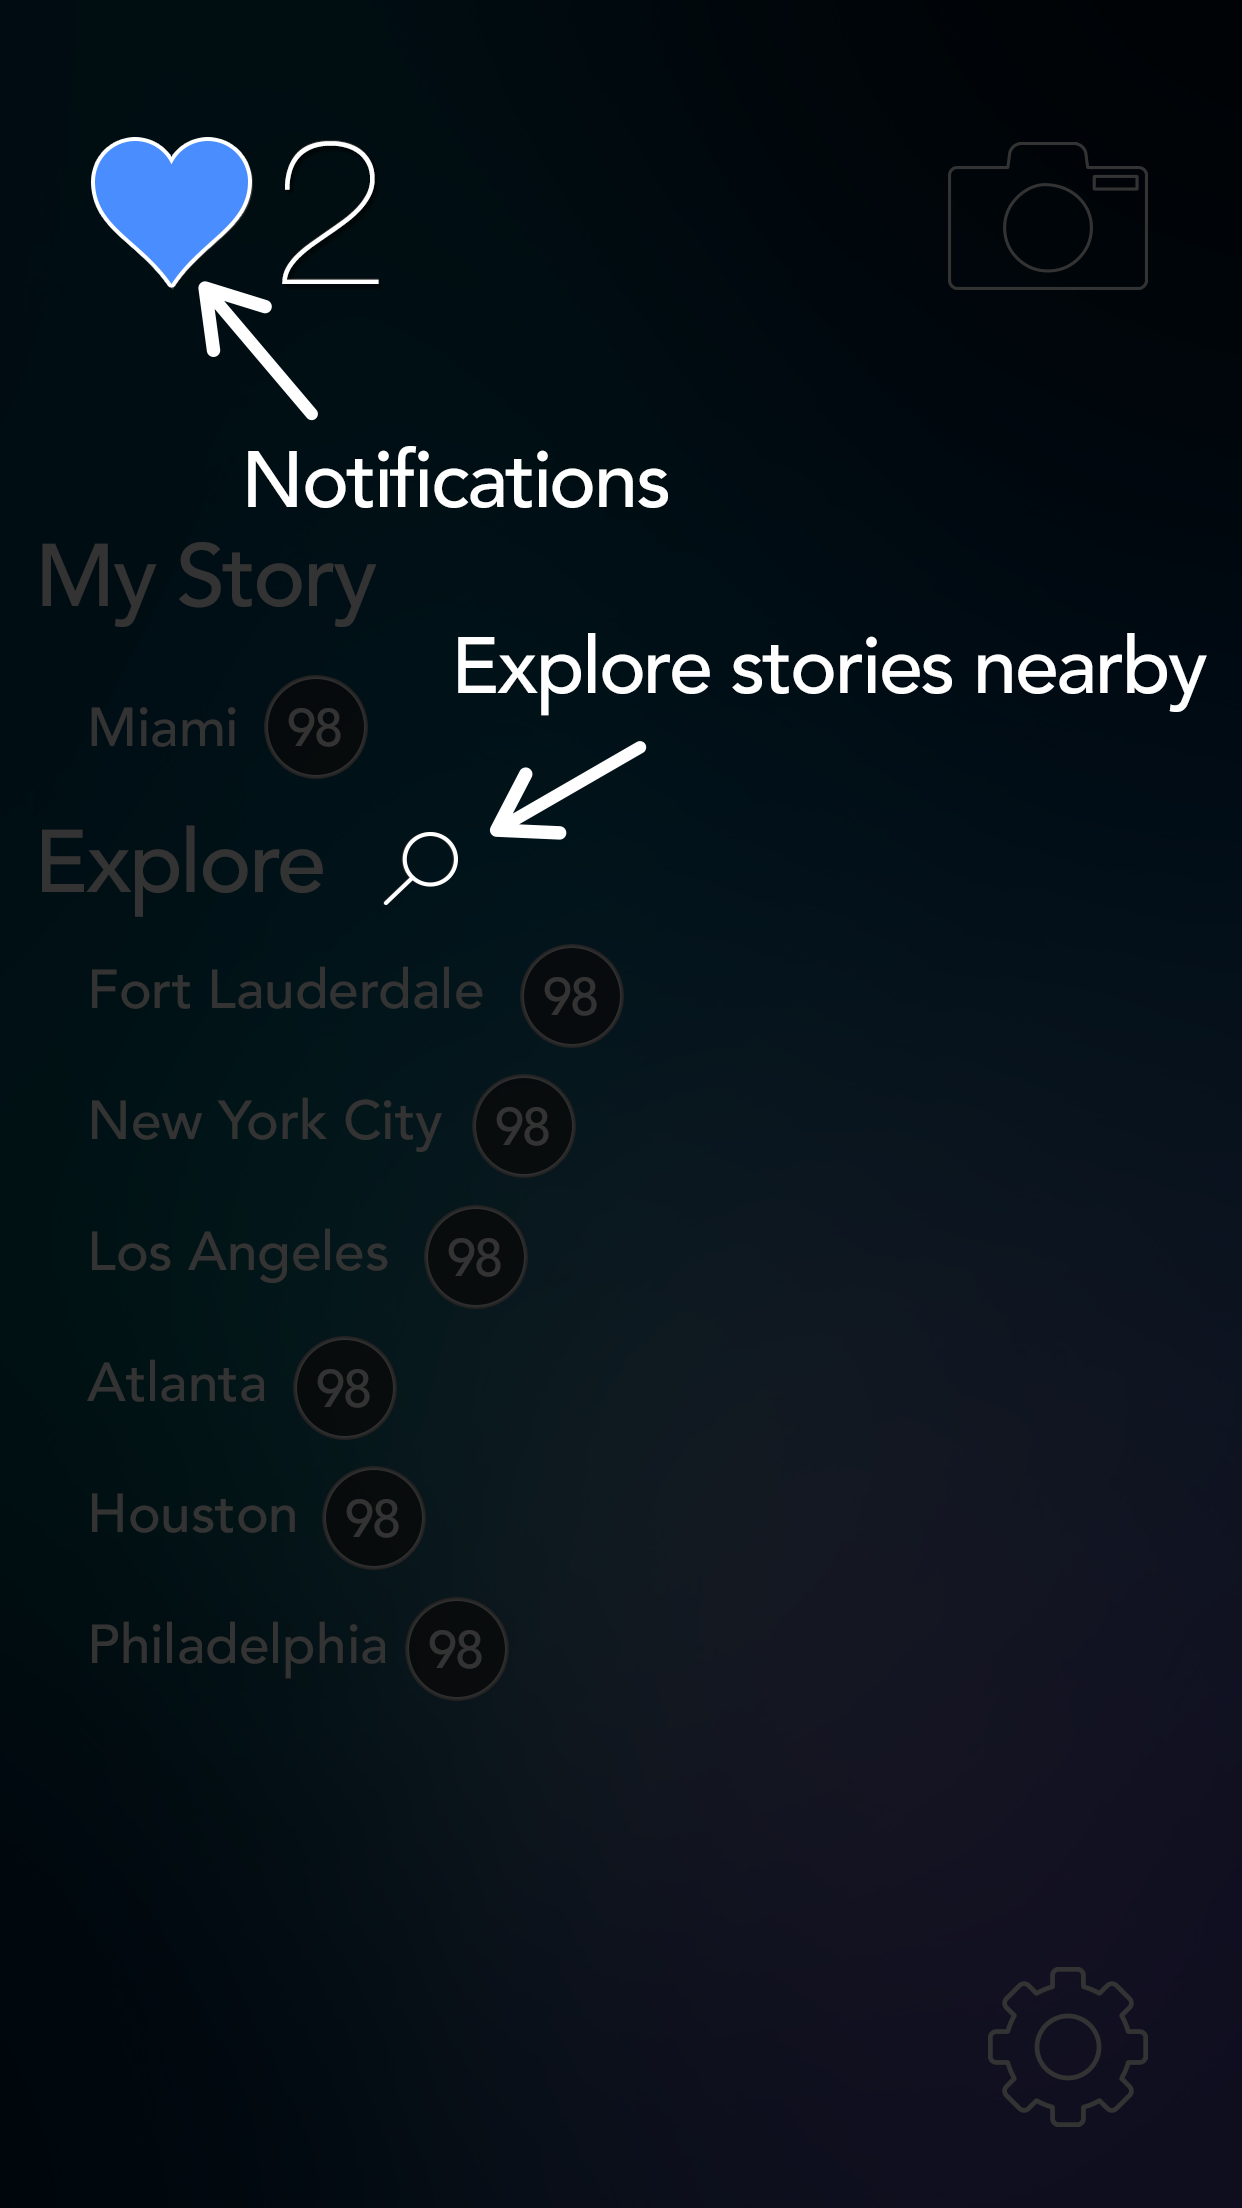 2
Notifications
My Story
Explore stories nearby
Miami 98
Explore
Fort Lauderdale 98
New York City 98
Los Angeles 98
Atlanta 98
Houston 98
Philadelphia 98